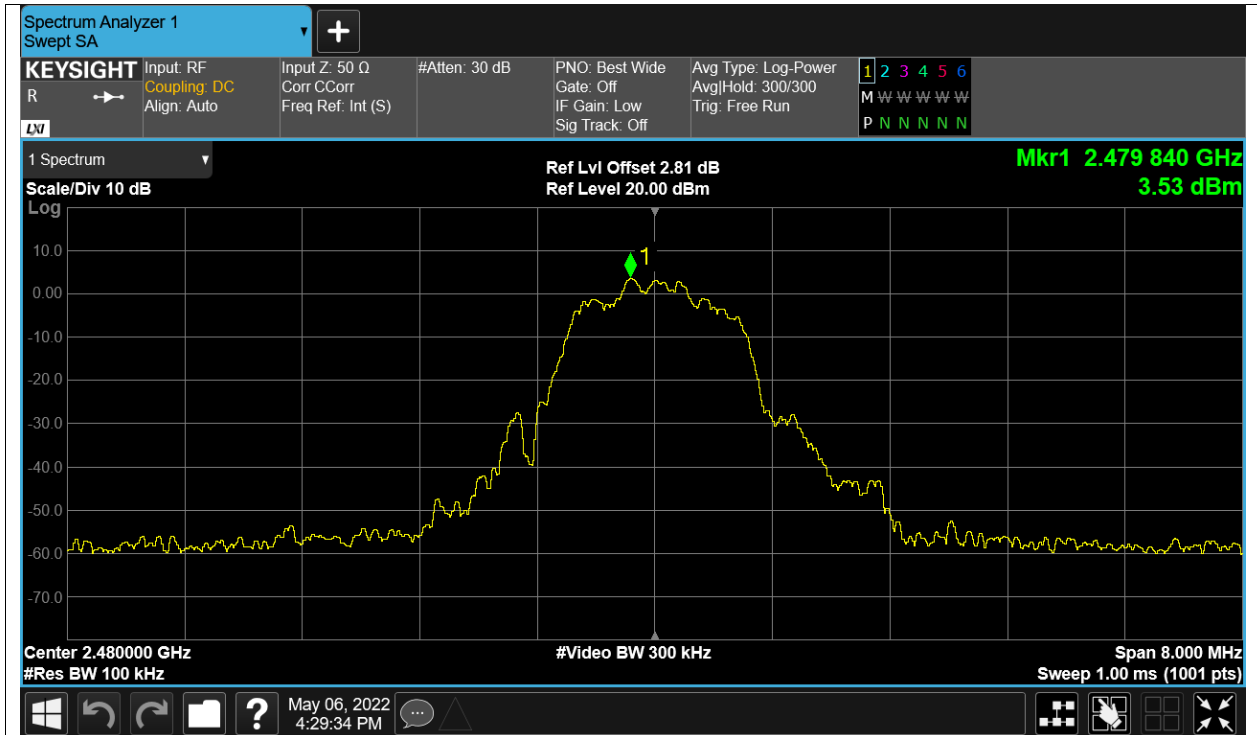 Spectrum Analyzer 1
Swept SA
KEYSIGHT
R
LXI
Input: RF
Coupling: DC
Align: Auto
Input Z: 50 Ω
Corr CCorr
Freq Ref: Int (S)
#Atten: 30 dB
PNO: Best Wide
Gate: Off
IF Gain: Low
Sig Track: Off
Avg Type: Log-Power
Avg|Hold: 300/300
Trig: Free Run
1 2 3 4 5 6
M W W W W W
P N N N N N
1 Spectrum
Ref Lvl Offset 2.81 dB
Mkr1 2.479 840 GHz
Scale/Div 10 dB
Ref Level 20.00 dBm
3.53 dBm
Log
1
10.0
0.00
-10.0
-20.0
-30.0
-40.0
-50.0
-60.0
-70.0
Center 2.480000 GHz
#Video BW 300 kHz
Span 8.000 MHz
#Res BW 100 kHz
Sweep 1.00 ms (1001 pts)
?
May 06, 2022
4:29:34 PM